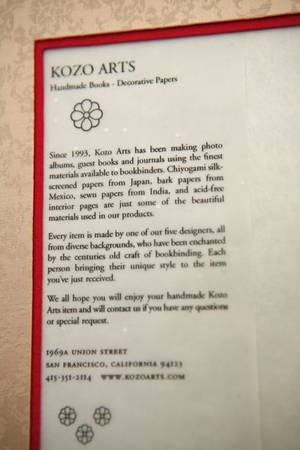 KOZO ARTS
Handmade Books - Decorative Papers
Since 1993, Kozo Arts has been making photo
albums, guest books and journals using the finest
materials available to bookbinders. Chiyogami silk-
screened papers from Japan, bark papers from
Mexico, sewn papers from India, and acid-free
interior pages are just some of the beautiful
materials used in our products.
Every item is made by one of our five designers, all
from diverse backgrounds, who have been enchanted
by the centuries old craft of bookbinding. Each
person bringing their unique style to the item
you've just received.
We all hope you will enjoy your handmade Kozo
Arts item and will contact us if you have any questions
or special request.
1969A UNION STREET
SAN FRANCISCO, CALIFORNIA 94123
415-351-2114 WWW.KOZOARTS.COM